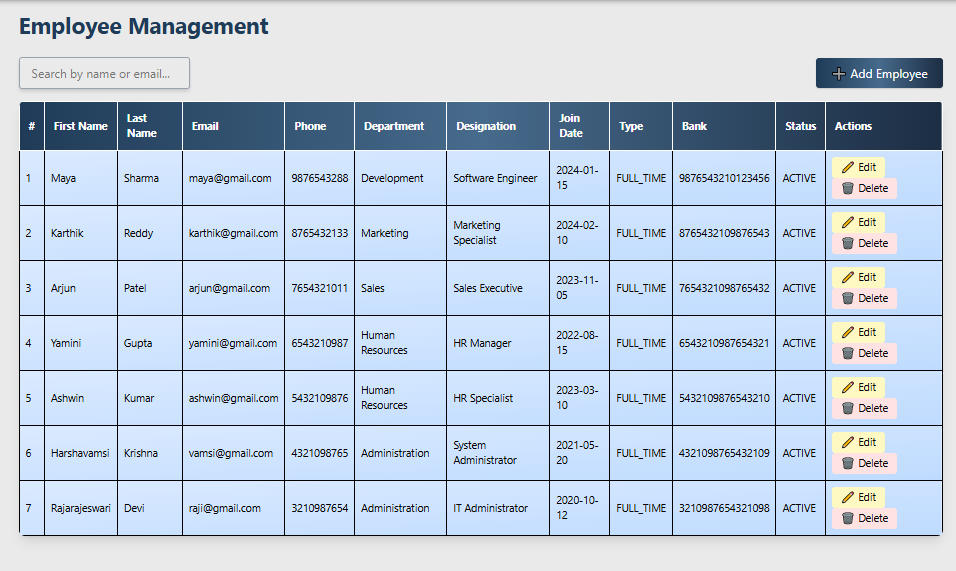 Employee Management
Search by name or email...
Add Employee
# First Name Last Name Email Phone Department Designation Join Date Type Bank Status Actions
1 Maya Sharma maya@gmail.com 9876543288 Development Software Engineer 2024-01-15 FULL_TIME 9876543210123456 ACTIVE Edit Delete
2 Karthik Reddy karthik@gmail.com 8765432133 Marketing Marketing Specialist 2024-02-10 FULL_TIME 8765432109876543 ACTIVE Edit Delete
3 Arjun Patel arjun@gmail.com 7654321011 Sales Sales Executive 2023-11-05 FULL_TIME 7654321098765432 ACTIVE Edit Delete
4 Yamini Gupta yamini@gmail.com 6543210987 Human Resources HR Manager 2022-08-15 FULL_TIME 6543210987654321 ACTIVE Edit Delete
5 Ashwin Kumar ashwin@gmail.com 5432109876 Human Resources HR Specialist 2023-03-10 FULL_TIME 5432109876543210 ACTIVE Edit Delete
6 Harshavamsi Krishna vamsi@gmail.com 4321098765 Administration System Administrator 2021-05-20 FULL_TIME 4321098765432109 ACTIVE Edit Delete
7 Rajarajeswari Devi raji@gmail.com 3210987654 Administration IT Administrator 2020-10-12 FULL_TIME 3210987654321098 ACTIVE Edit Delete